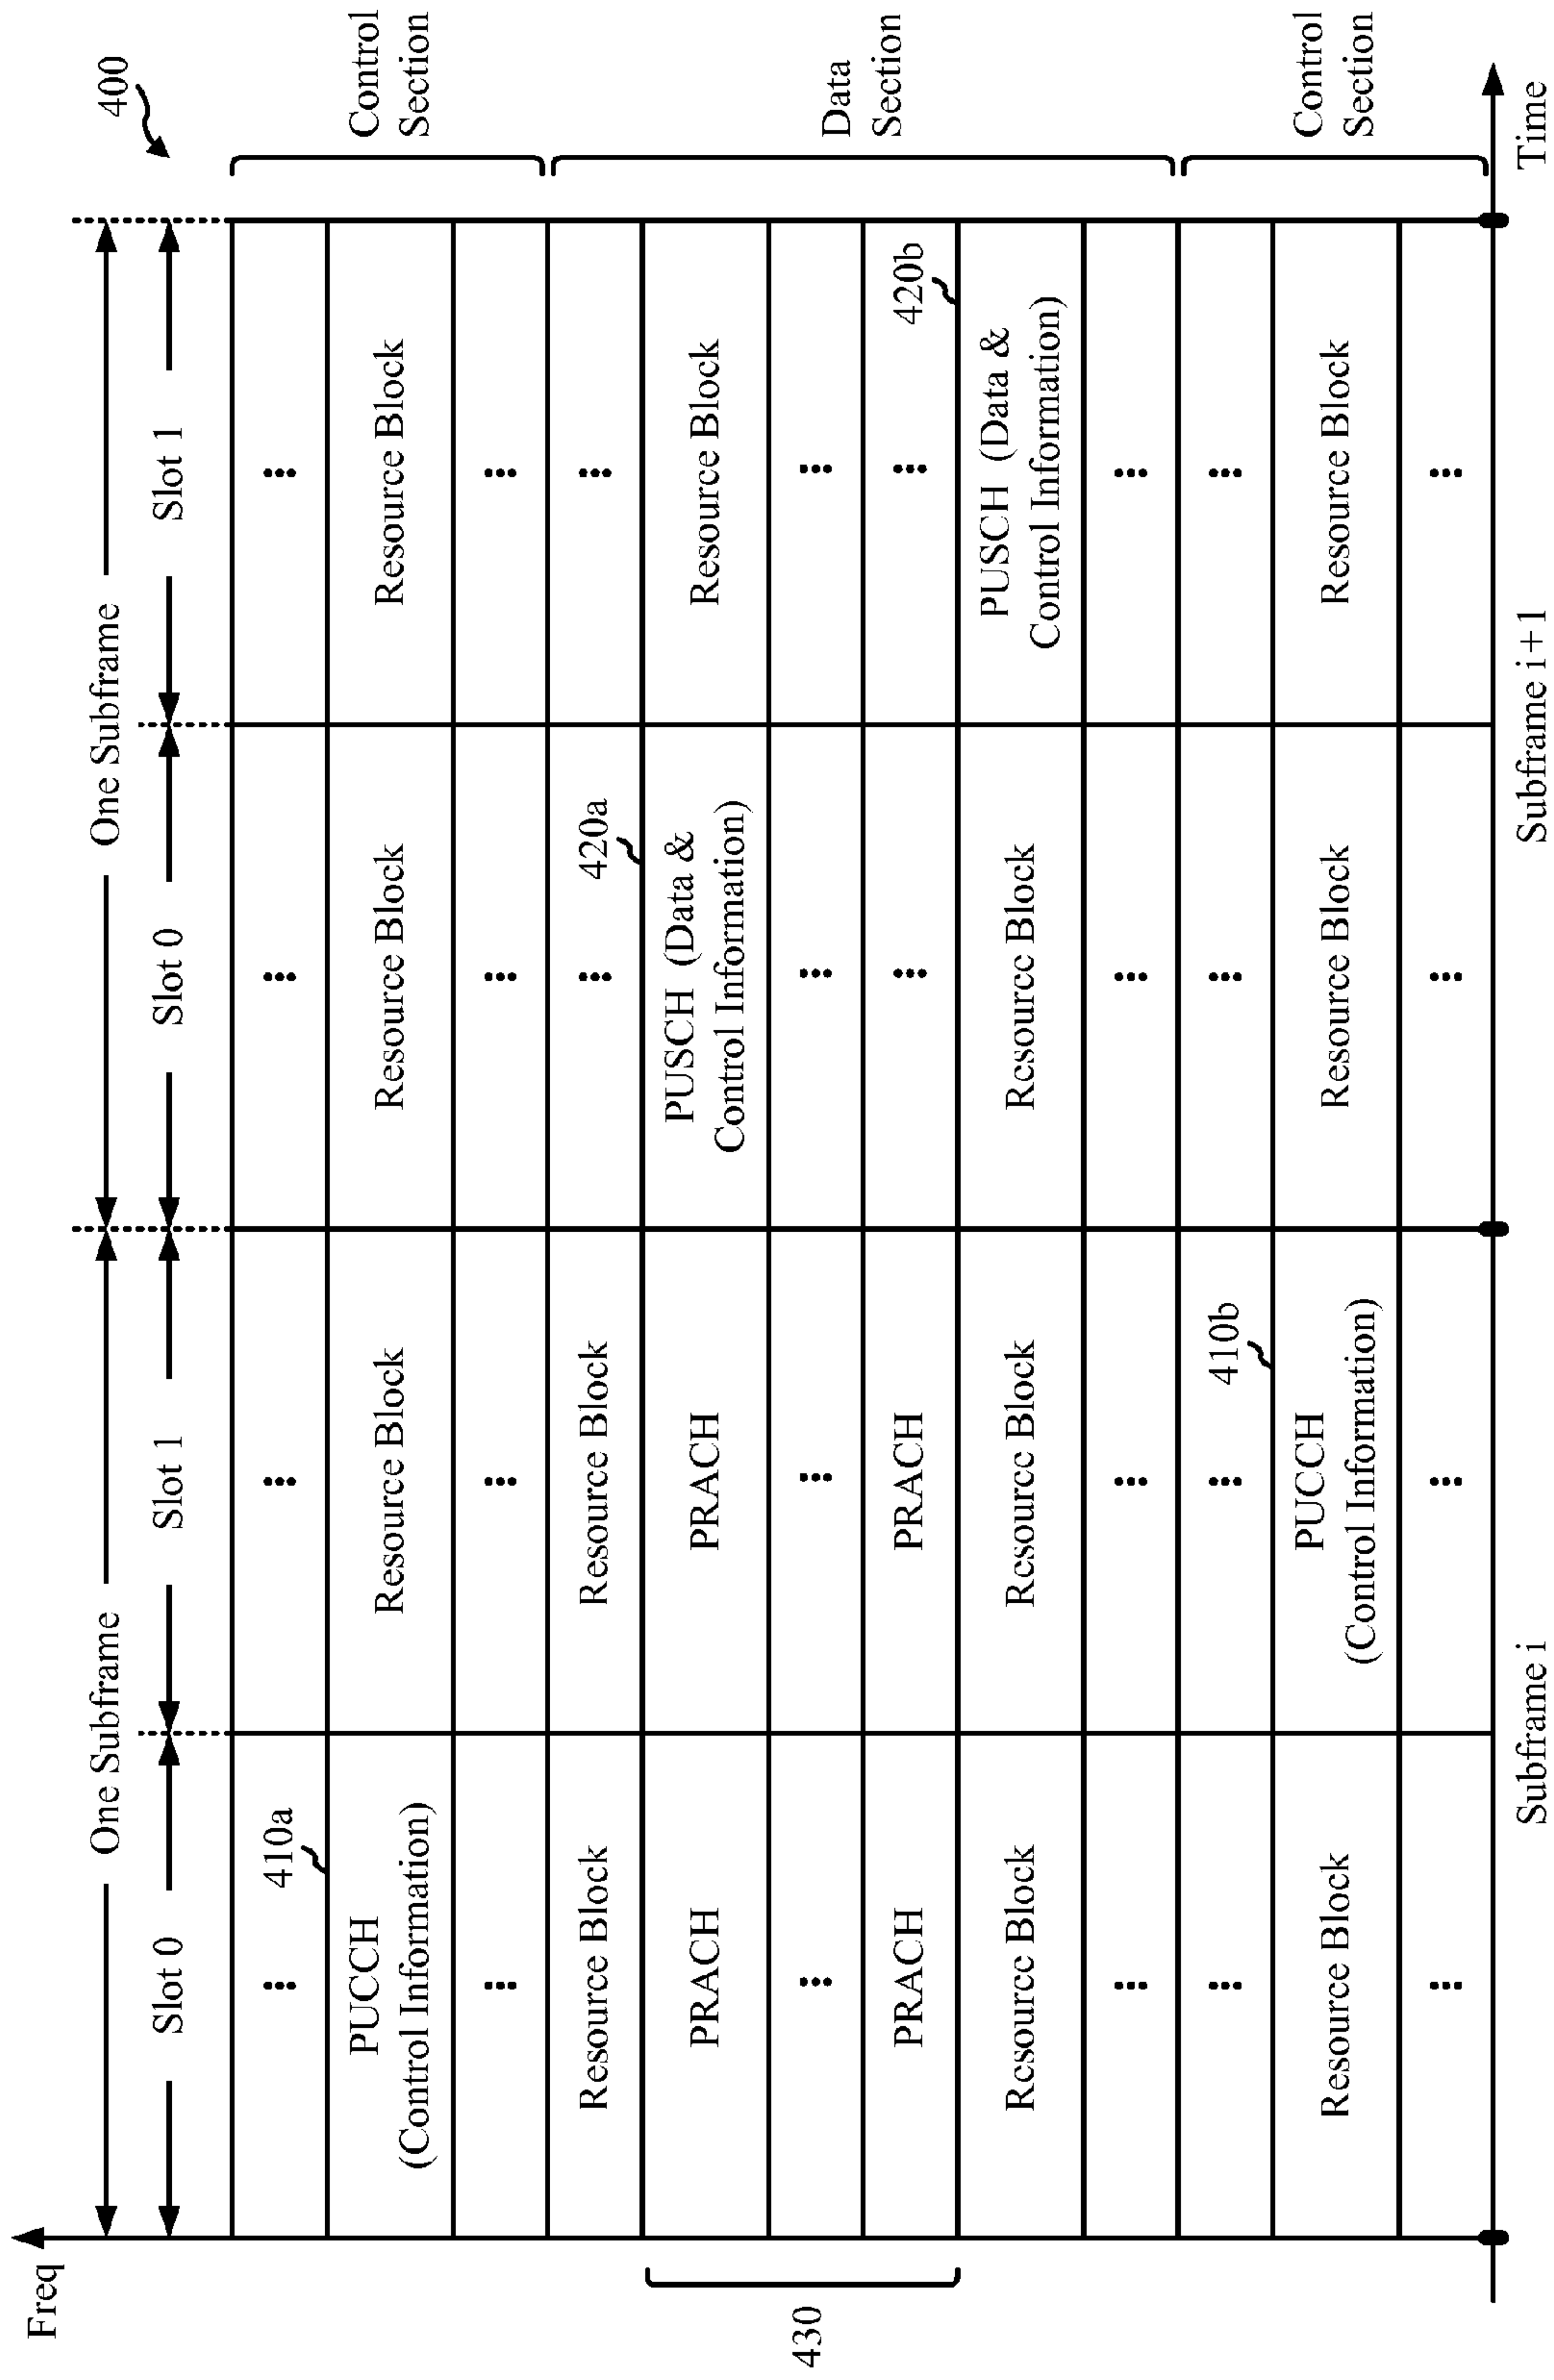 400
Freq
One Subframe
One Subframe
Slot 0
Slot 1
Slot 0
Slot 1
410a
⋮
⋮
⋮
⋮
Control
Section
PUCCH
(Control Information)
Resource Block
Resource Block
Resource Block
⋮
⋮
⋮
⋮
420a
Resource Block
Resource Block
⋮
⋮
430
Data
Section
PRACH
PRACH
PUSCH (Data &
Control Information)
Resource Block
⋮
⋮
⋮
⋮
420b
PRACH
PRACH
⋮
⋮
Resource Block
Resource Block
Resource Block
PUSCH (Data &
Control Information)
⋮
⋮
⋮
⋮
410b
⋮
⋮
⋮
⋮
Control
Section
Resource Block
PUCCH
(Control Information)
Resource Block
Resource Block
⋮
⋮
⋮
⋮
Subframe i
Subframe i + 1
Time